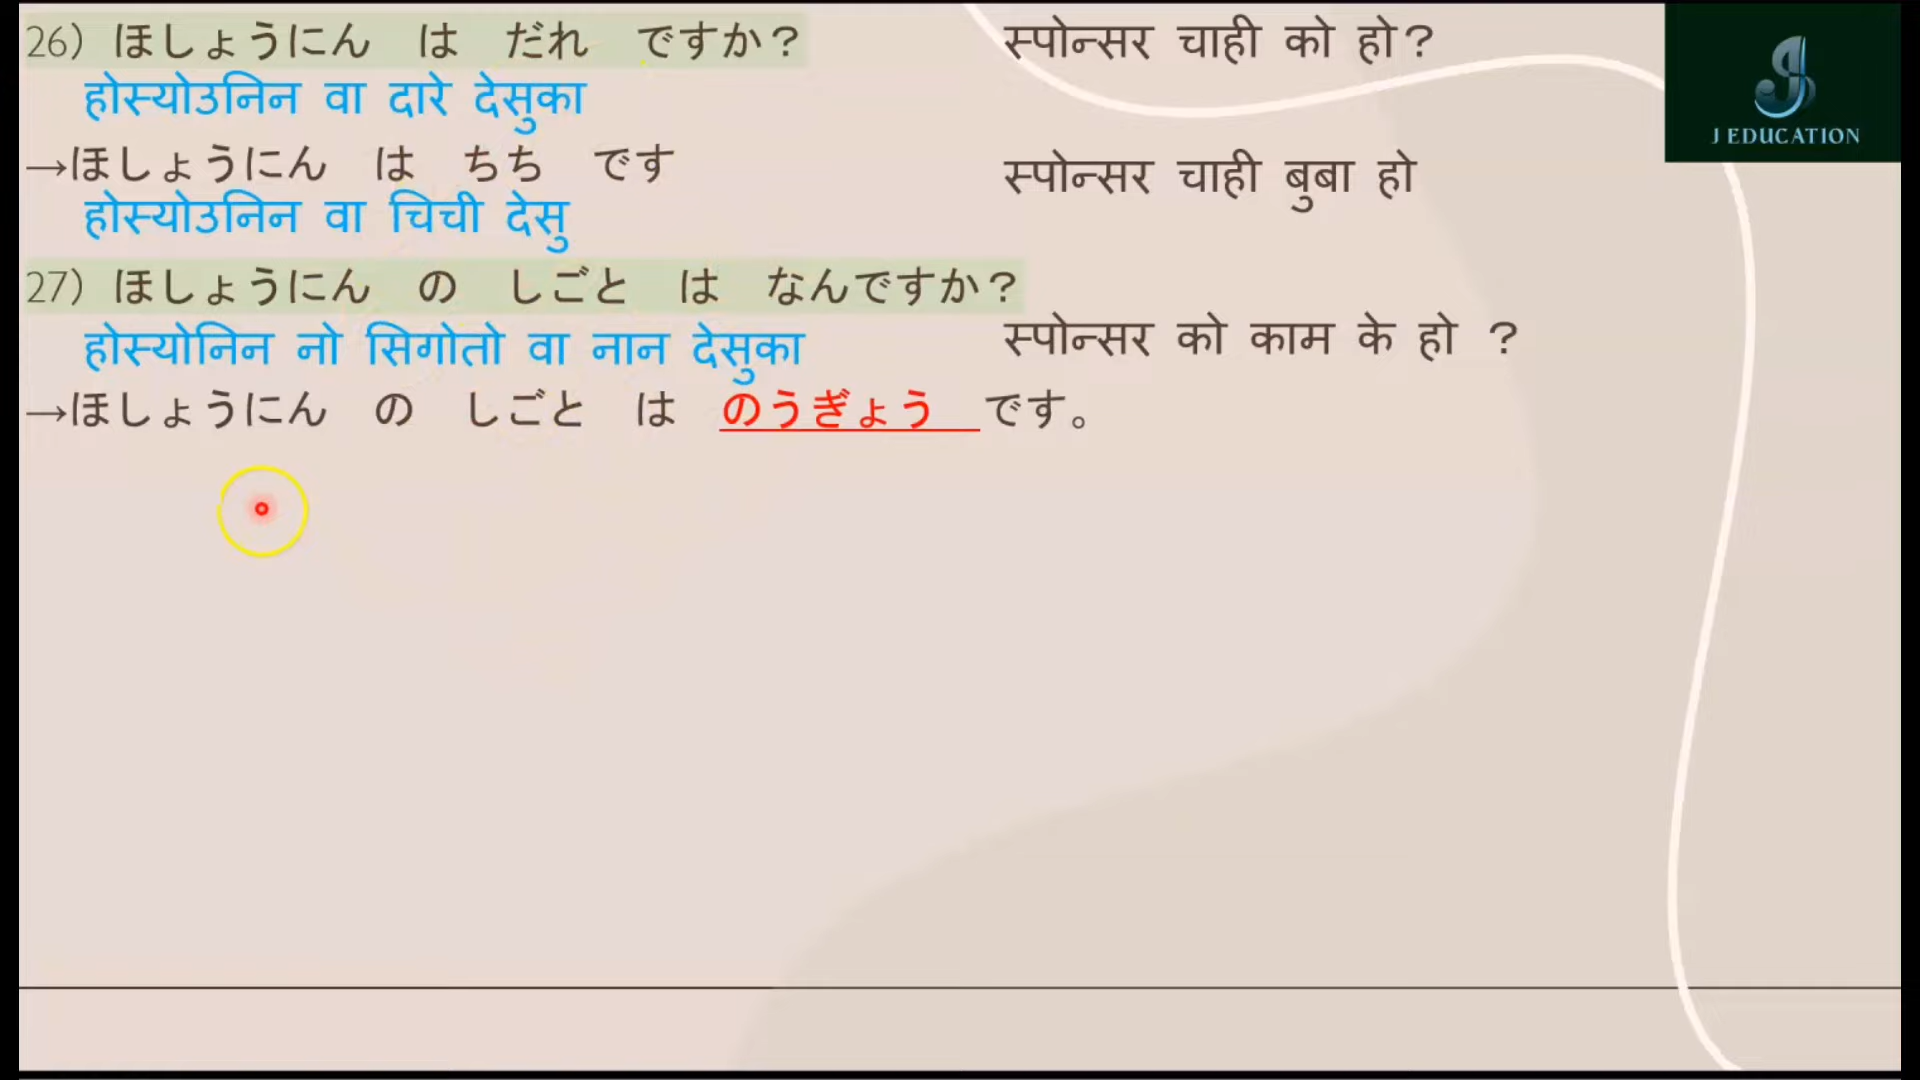 26）ほしょうにん　は　だれ　ですか？
स्पोन्सर चाही को हो?
होस्योउनिन वा दारे देसुका
→ほしょうにん　は　ちち　です
स्पोन्सर चाही बुबा हो
होस्योउनिन वा चिची देसु
27）ほしょうにん　の　しごと　は　なんですか？
स्पोन्सर को काम के हो ?
होस्योनिन नो सिगोतो वा नान देसुका
→ほしょうにん　の　しごと　は　のうぎょう　です。
J EDUCATION